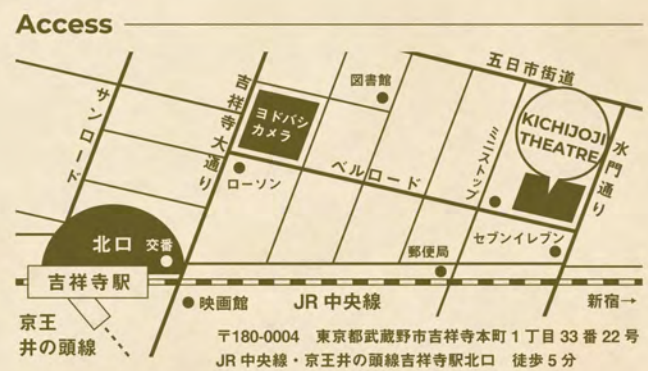 Access
五日市街道
サンロード
吉祥寺大通り
図書館
ヨドバシ
カメラ
KICHIJOJI
THEATRE
水門通り
ミニストップ
ベルロード
ローソン
北口
交番
セブンイレブン
郵便局
吉祥寺駅
映画館
JR 中央線
新宿→
京王
井の頭線
〒180-0004 東京都武蔵野市吉祥寺本町1丁目33番22号
JR 中央線・京王井の頭線吉祥寺駅北口 徒歩5分